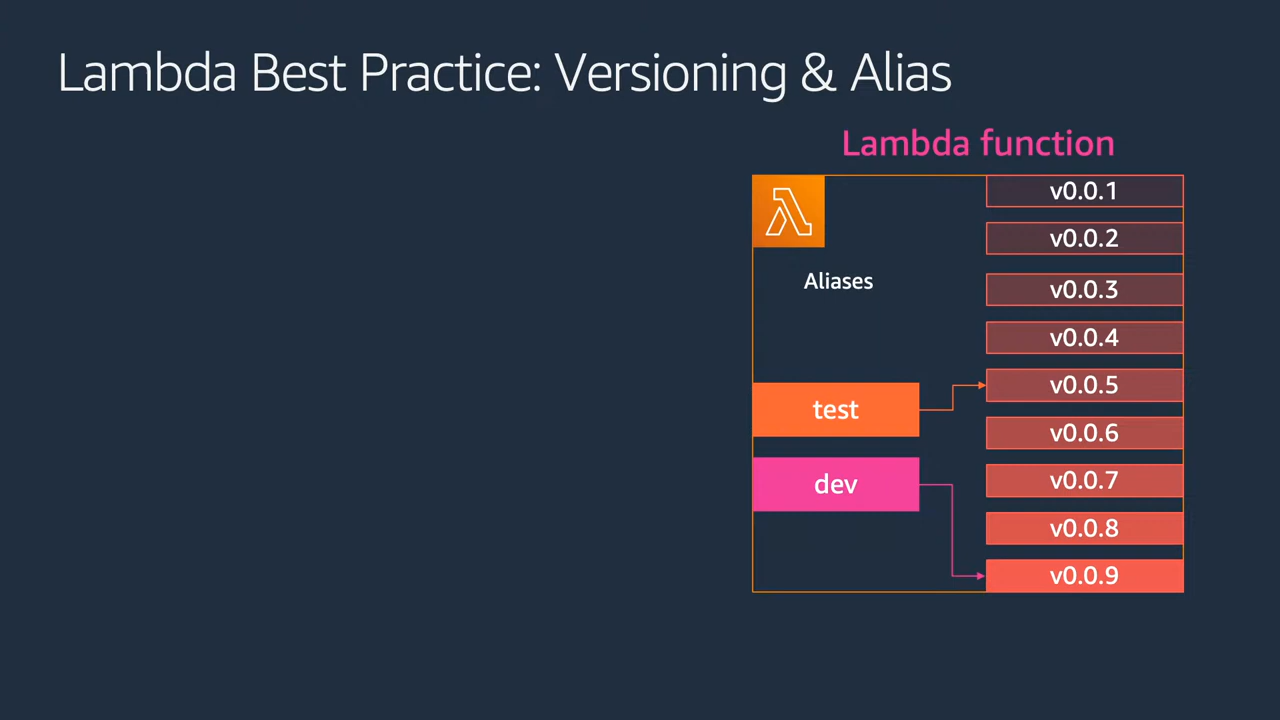 Lambda Best Practice: Versioning & Alias
Lambda function
Aliases
test
dev
v0.0.1
v0.0.2
v0.0.3
v0.0.4
v0.0.5
v0.0.6
v0.0.7
v0.0.8
v0.0.9